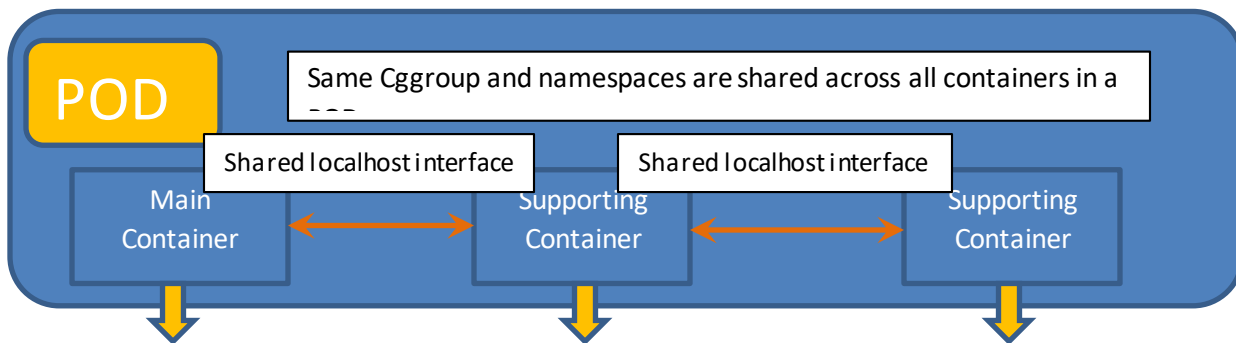 POD
Same Cggroup and namespaces are shared across all containers in a
POD
Shared localhost interface
Shared localhost interface
Main
Container
Supporting
Container
Supporting
Container